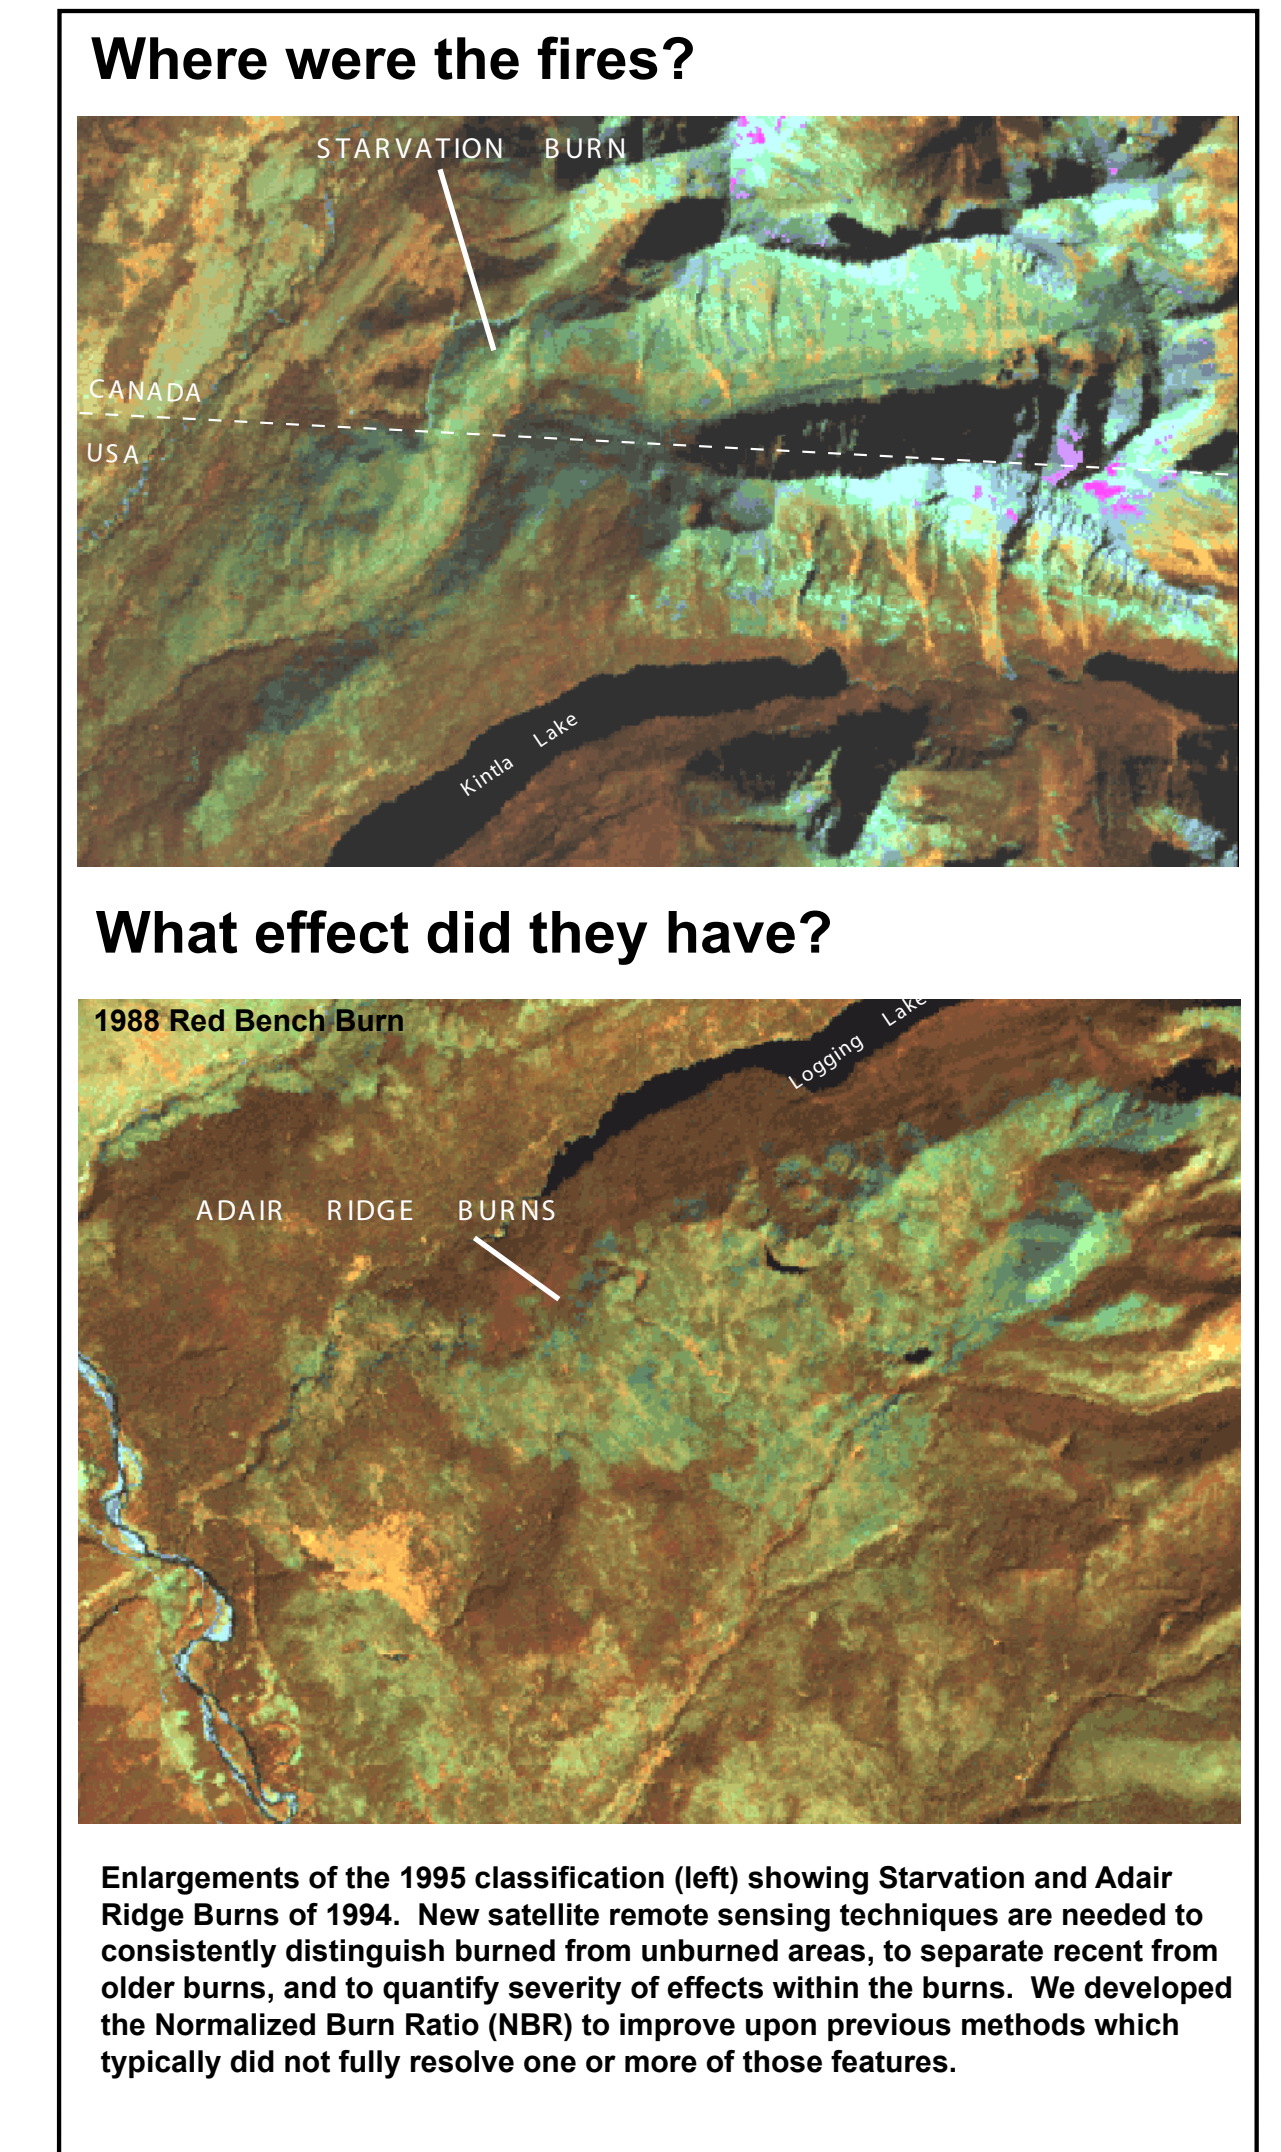 Where were the fires?
STARVATION BURN
CANADA
USA
Kintla Lake
What effect did they have?
1988 Red Bench Burn
Logging Lake
ADAIR RIDGE BURNS
Enlargements of the 1995 classification (left) showing Starvation and Adair
Ridge Burns of 1994.  New satellite remote sensing techniques are needed to
consistently distinguish burned from unburned areas, to separate recent from
older burns, and to quantify severity of effects within the burns.  We developed
the Normalized Burn Ratio (NBR) to improve upon previous methods which
typically did not fully resolve one or more of those features.